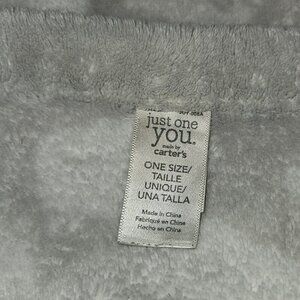 just one
you.
made by
carter's
ONE SIZE/
TAILLE
UNIQUE/
UNA TALLA
Made in China
Fabriqué en Chine
Hecho en China